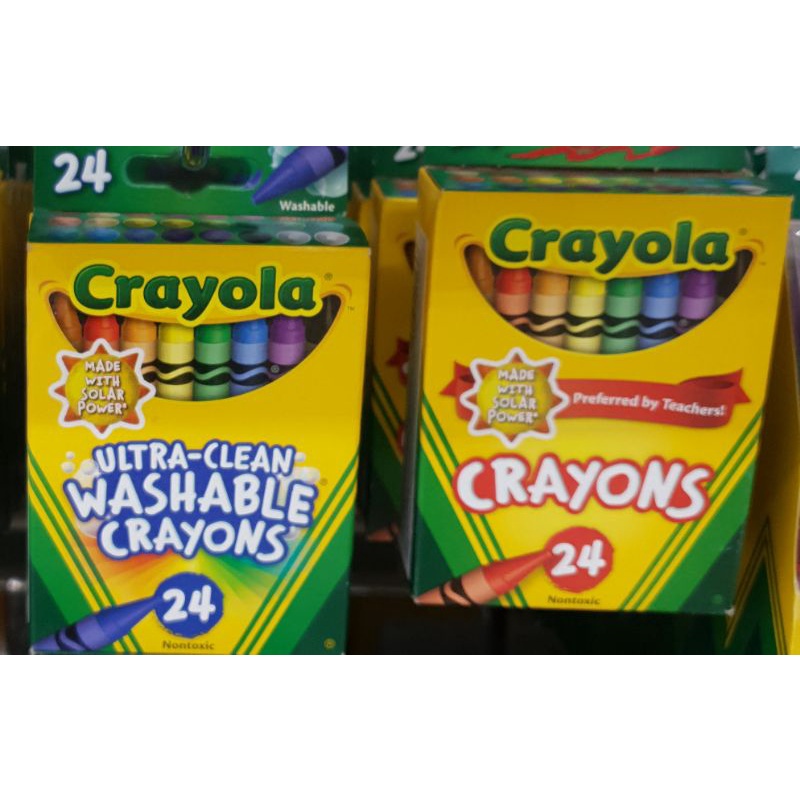 24
Washable
Crayola®
MADE
WITH
SOLAR
POWER*
ULTRA-CLEAN
WASHABLE®
CRAYONS
24
Nontoxic
Crayola®
MADE
WITH
SOLAR
POWER*
Preferred by Teachers!
CRAYONS
24
Nontoxic